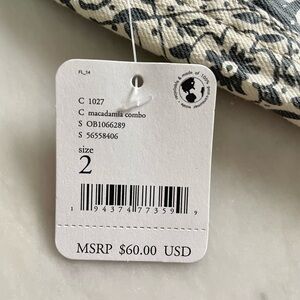 FL_14
C 1027
C macadamia combo
S OB1066289
S 56558406
size
2
1 94374 77359 9
MSRP $60.00 USD